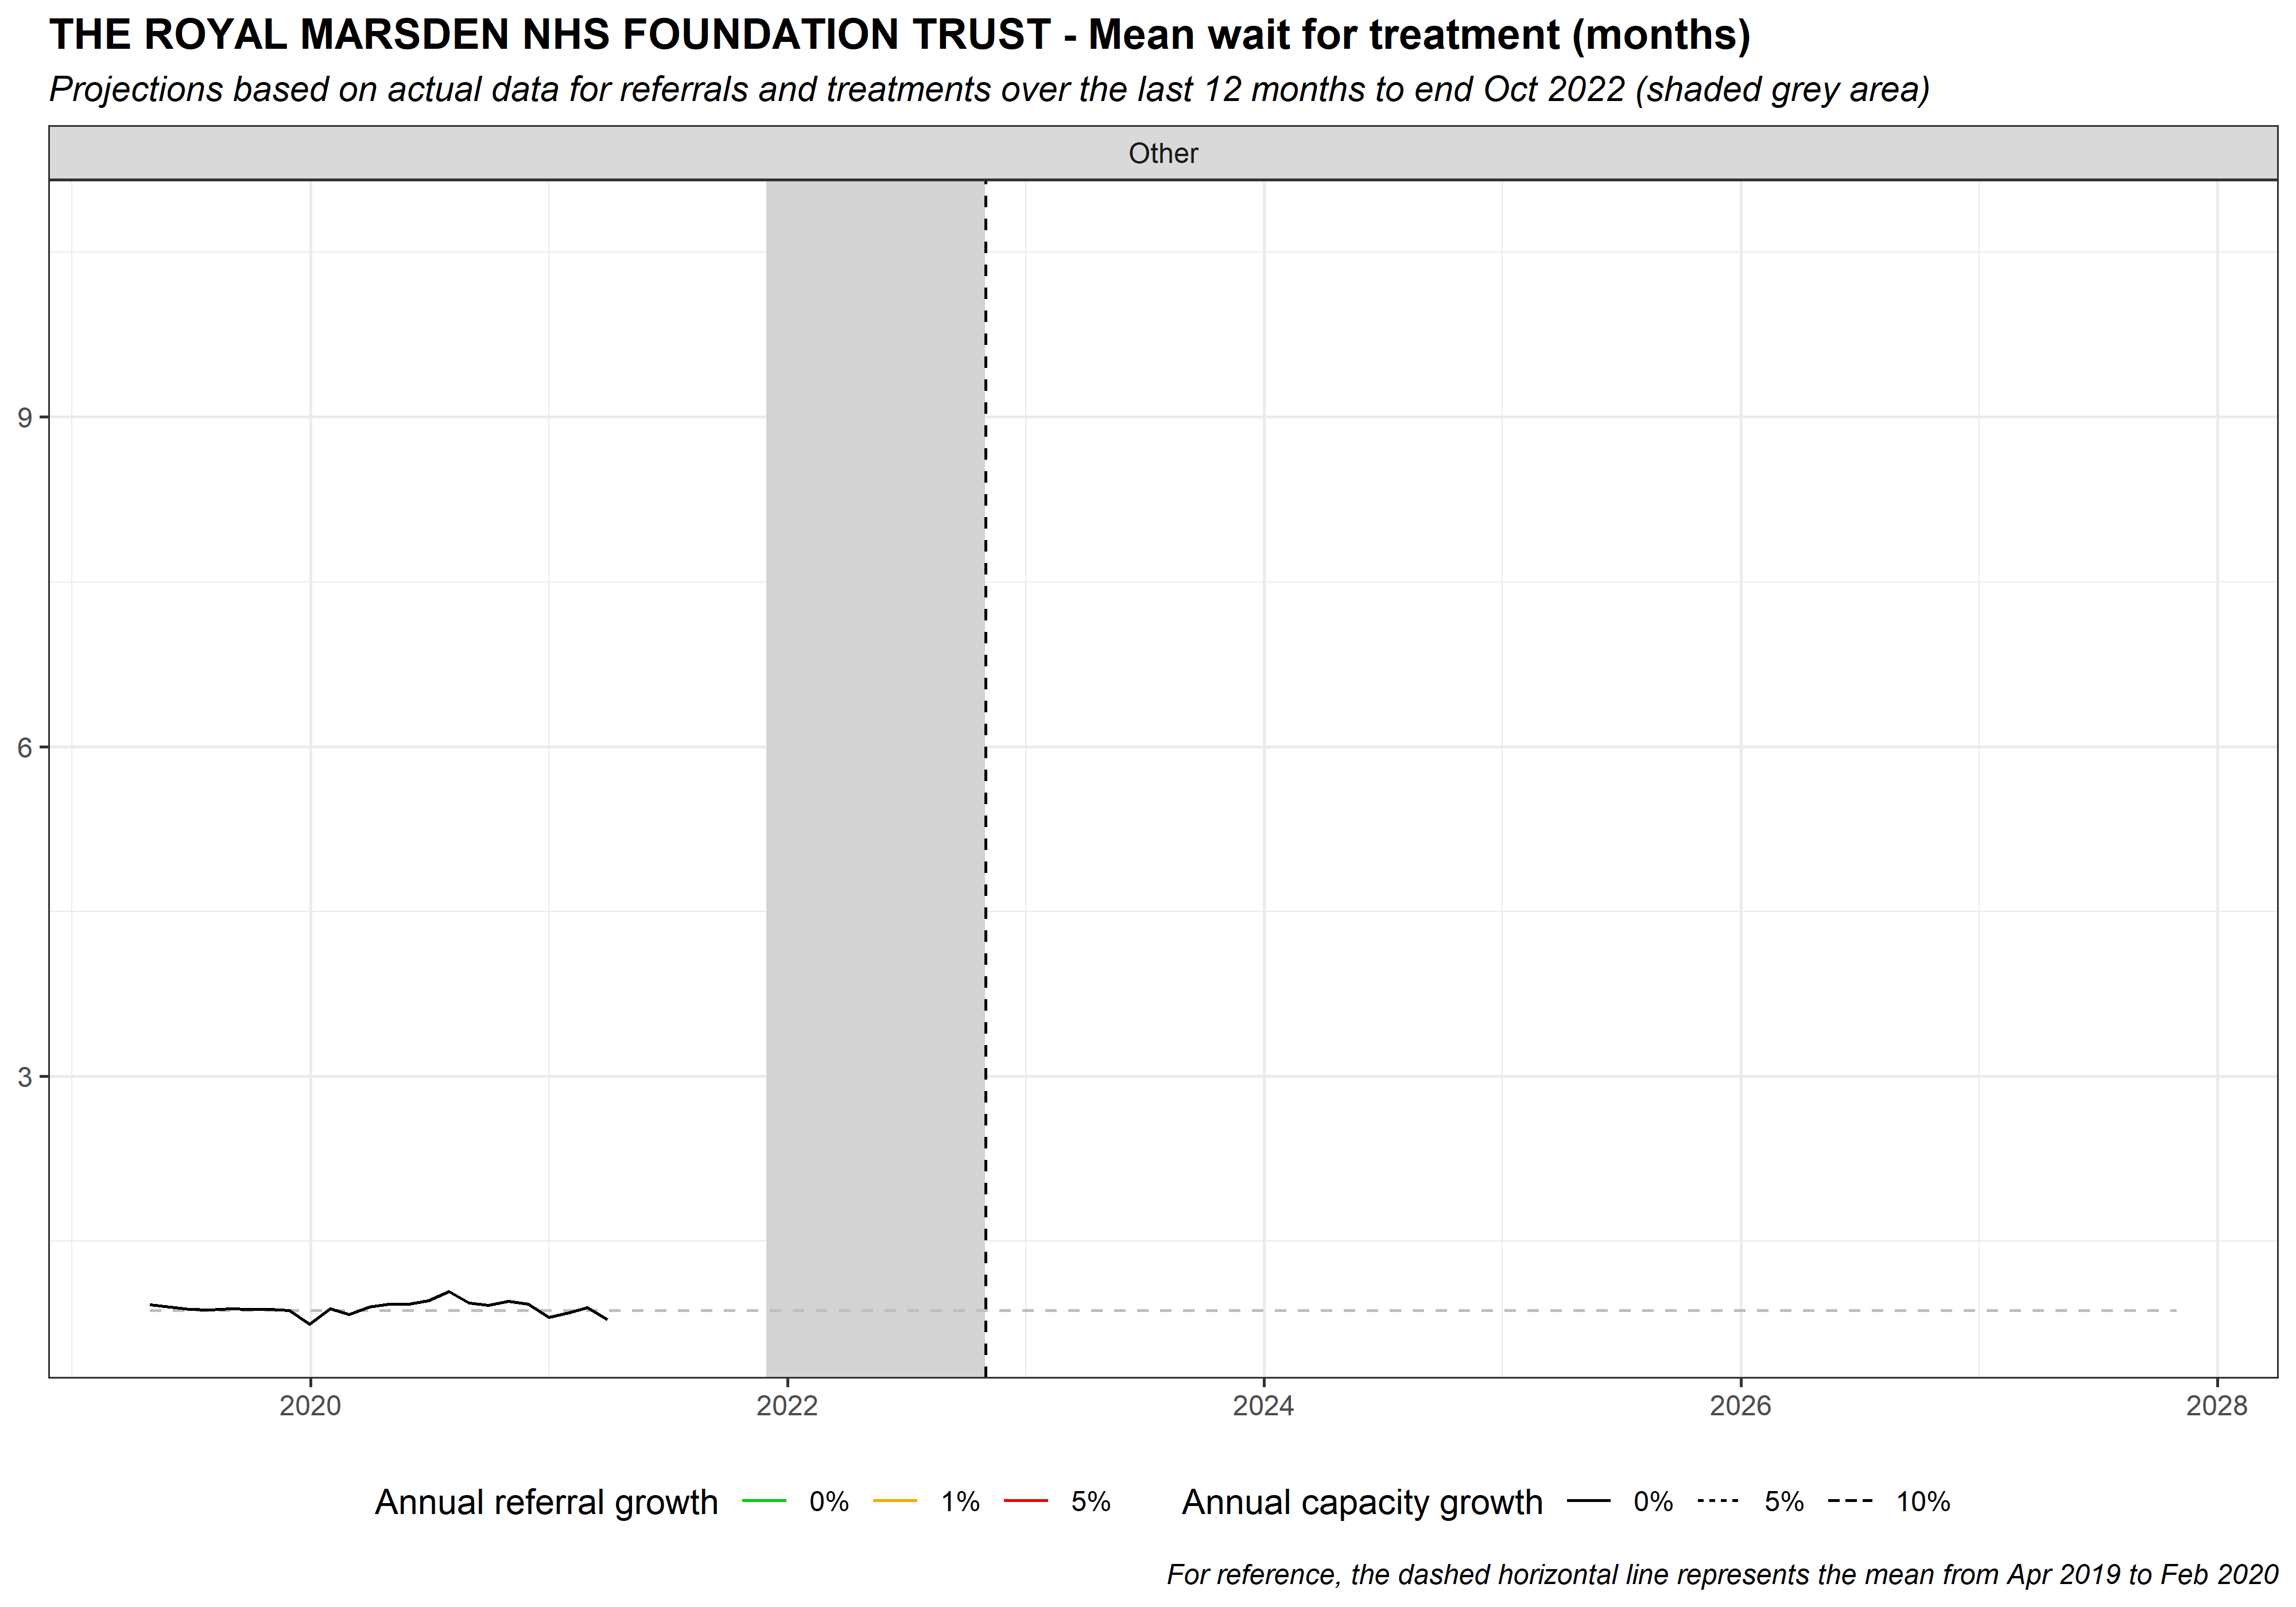 THE ROYAL MARSDEN NHS FOUNDATION TRUST - Mean wait for treatment (months)
Projections based on actual data for referrals and treatments over the last 12 months to end Oct 2022 (shaded grey area)
Other
9
6
3
2020 2022 2024 2026 2028
Annual referral growth 0% 1% 5% Annual capacity growth 0% 5% 10%
For reference, the dashed horizontal line represents the mean from Apr 2019 to Feb 2020